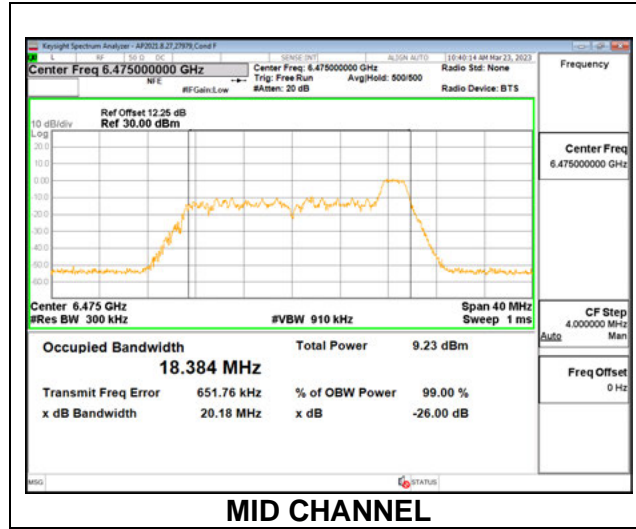 Keysight Spectrum Analyzer - AP2021.8.27,27979,Cond F
L RF 50 Ω DC SENSE:INT ALIGN AUTO 10:40:14 AM Mar 23, 2023
Center Freq 6.475000000 GHz
NFE
#IFGain:Low
Center Freq: 6.475000000 GHz
Trig: Free Run Avg|Hold: 500/500
#Atten: 20 dB
Radio Std: None
Radio Device: BTS
Frequency
Ref Offset 12.25 dB
10 dB/div Ref 30.00 dBm
Log
20.0
10.0
0.00
-10.0
-20.0
-30.0
-40.0
-50.0
-60.0
Center 6.475 GHz Span 40 MHz
#Res BW 300 kHz #VBW 910 kHz Sweep 1 ms
Center Freq
6.475000000 GHz
CF Step
4.000000 MHz
Auto Man
Freq Offset
0 Hz
Occupied Bandwidth Total Power 9.23 dBm
18.384 MHz
Transmit Freq Error 651.76 kHz % of OBW Power 99.00 %
x dB Bandwidth 20.18 MHz x dB -26.00 dB
MSG STATUS
MID CHANNEL